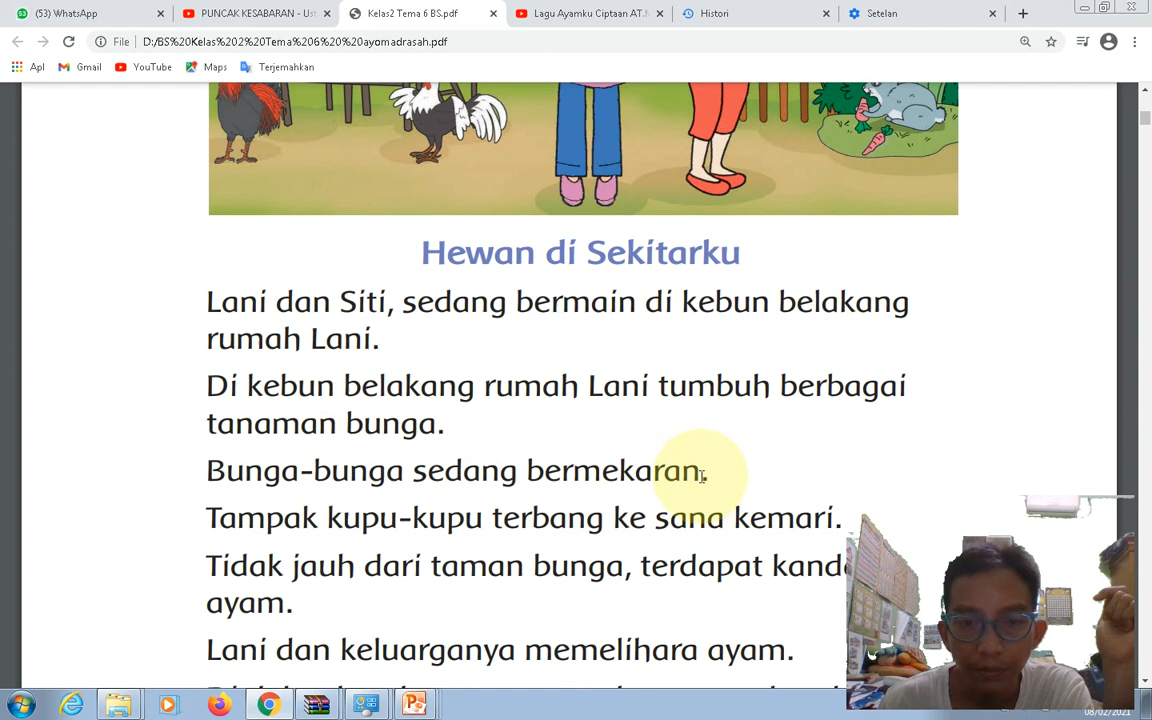 (53) WhatsApp
PUNCAK KESABARAN - Ust
Kelas2 Tema 6 BS.pdf
Lagu Ayamku Ciptaan AT.M
Histori
Setelan
File
D:/BS%20Kelas%202%20Tema%206%20%20ayomadrasah.pdf
Apl
Gmail
YouTube
Maps
Terjemahkan
Hewan di Sekitarku
Lani dan Siti, sedang bermain di kebun belakang
rumah Lani.
Di kebun belakang rumah Lani tumbuh berbagai
tanaman bunga.
Bunga-bunga sedang bermekaran.
Tampak kupu-kupu terbang ke sana kemari.
Tidak jauh dari taman bunga, terdapat kand
ayam.
Lani dan keluarganya memelihara ayam.
08/02/2021